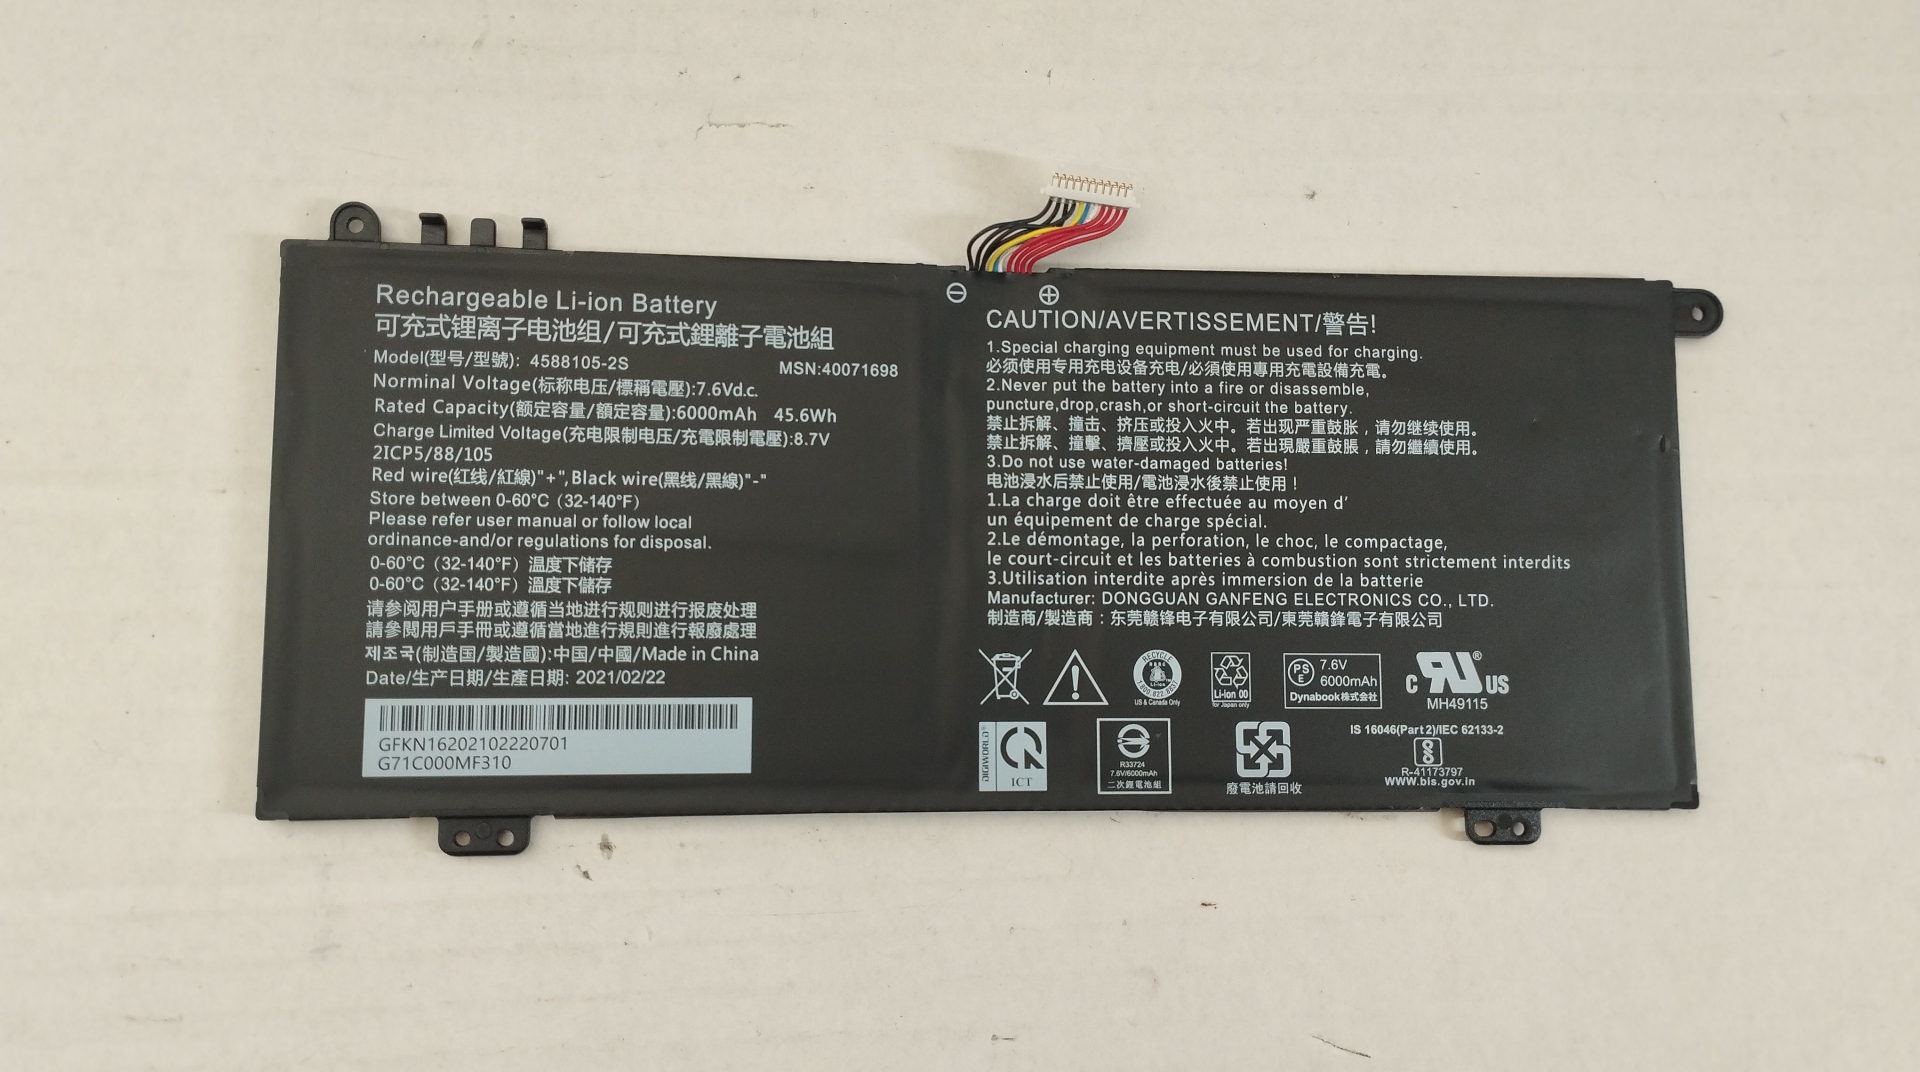 Rechargeable Li-ion Battery
可充式锂离子电池组/可充式鋰離子電池組
Model(型号/型號): 4588105-2S
MSN:40071698
Norminal Voltage(标称电压/標稱電壓):7.6Vd.c.
Rated Capacity(额定容量/額定容量):6000mAh 45.6Wh
Charge Limited Voltage(充电限制电压/充電限制電壓):8.7V
2ICP5/88/105
Red wire(红线/紅線)"+",Black wire(黑线/黑線)"-"
Store between 0-60°C（32-140°F）
Please refer user manual or follow local
ordinance-and/or regulations for disposal.
0-60°C（32-140°F）温度下储存
0-60°C（32-140°F）溫度下儲存
请参阅用户手册或遵循当地进行规则进行报废处理
請參閱用戶手冊或遵循當地進行規則進行報廢處理
제조국(制造国/製造國):中国/中國/Made in China
Date/生产日期/生產日期: 2021/02/22
GFKN16202102220701
G71C000MF310
⊖ ⊕
CAUTION/AVERTISSEMENT/警告!
1.Special charging equipment must be used for charging.
必须使用专用充电设备充电/必須使用專用充電設備充電。
2.Never put the battery into a fire or disassemble,
puncture,drop,crash,or short-circuit the battery.
禁止拆解、撞击、挤压或投入火中。若出现严重鼓胀，请勿继续使用。
禁止拆解、撞擊、擠壓或投入火中。若出現嚴重鼓脹，請勿繼續使用。
3.Do not use water-damaged batteries!
电池浸水后禁止使用/電池浸水後禁止使用！
1.La charge doit être effectuée au moyen d'
un équipement de charge spécial.
2.Le démontage, la perforation, le choc, le compactage,
le court-circuit et les batteries à combustion sont strictement interdits
3.Utilisation interdite après immersion de la batterie
Manufacturer: DONGGUAN GANFENG ELECTRONICS CO., LTD.
制造商/製造商：东莞赣锋电子有限公司/東莞贛鋒電子有限公司
RECYCLE
Li-ion
1.800.822.8837
US & Canada Only
Li-ion 00
for Japan only
PS E
7.6V
6000mAh
Dynabook株式会社
c RU® US
MH49115
DIGIWORLD®
ICT
R33724
7.6V/6000mAh
二次鋰電池組
廢電池請回收
IS 16046(Part 2)/IEC 62133-2
R-41173797
www.bis.gov.in